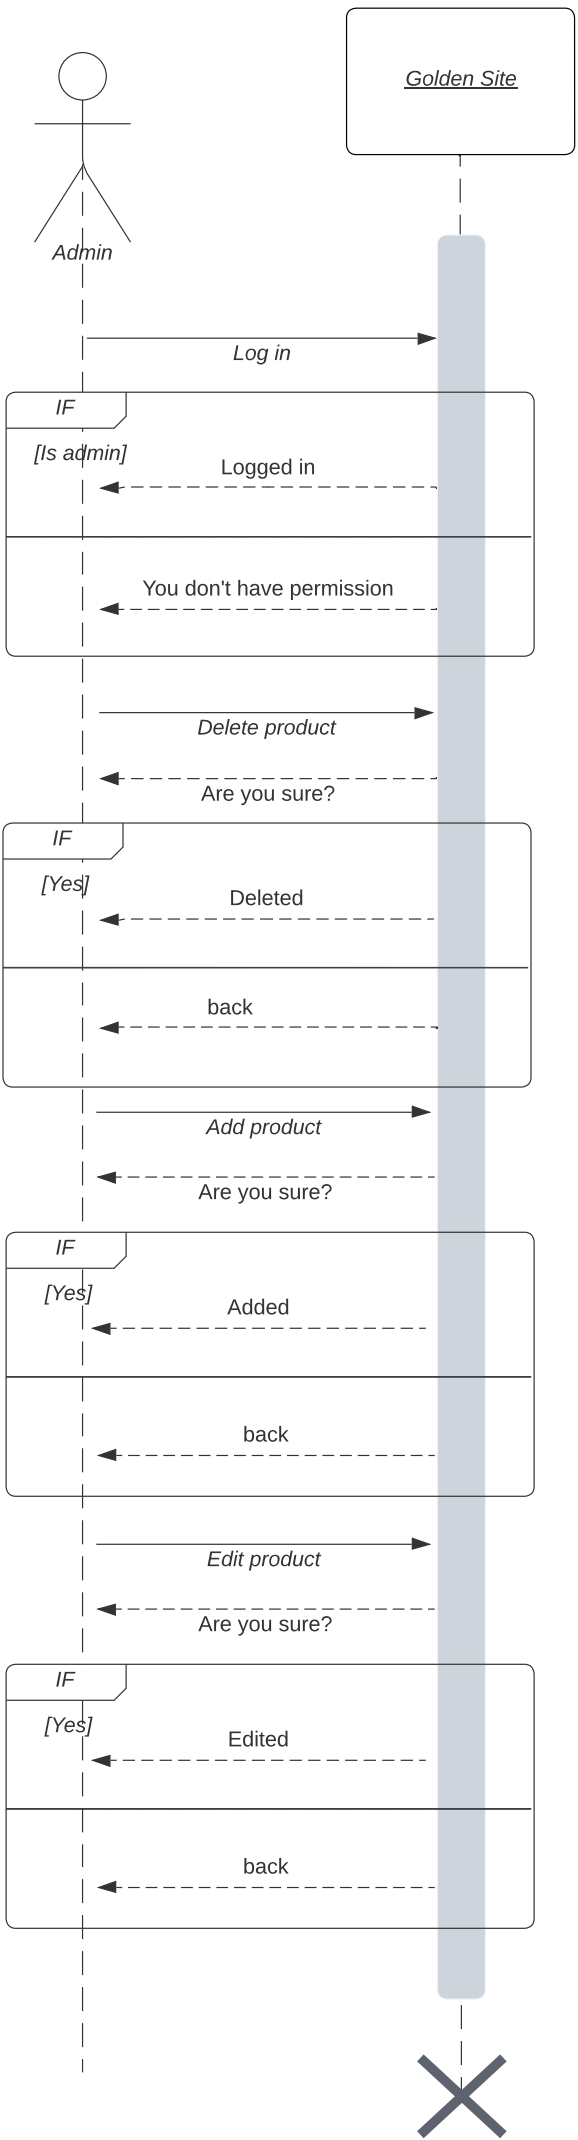 Golden Site
Admin
Log in
IF
[Is admin]
Logged in
You don't have permission
Delete product
Are you sure?
IF
[Yes]
Deleted
back
Add product
Are you sure?
IF
[Yes]
Added
back
Edit product
Are you sure?
IF
[Yes]
Edited
back